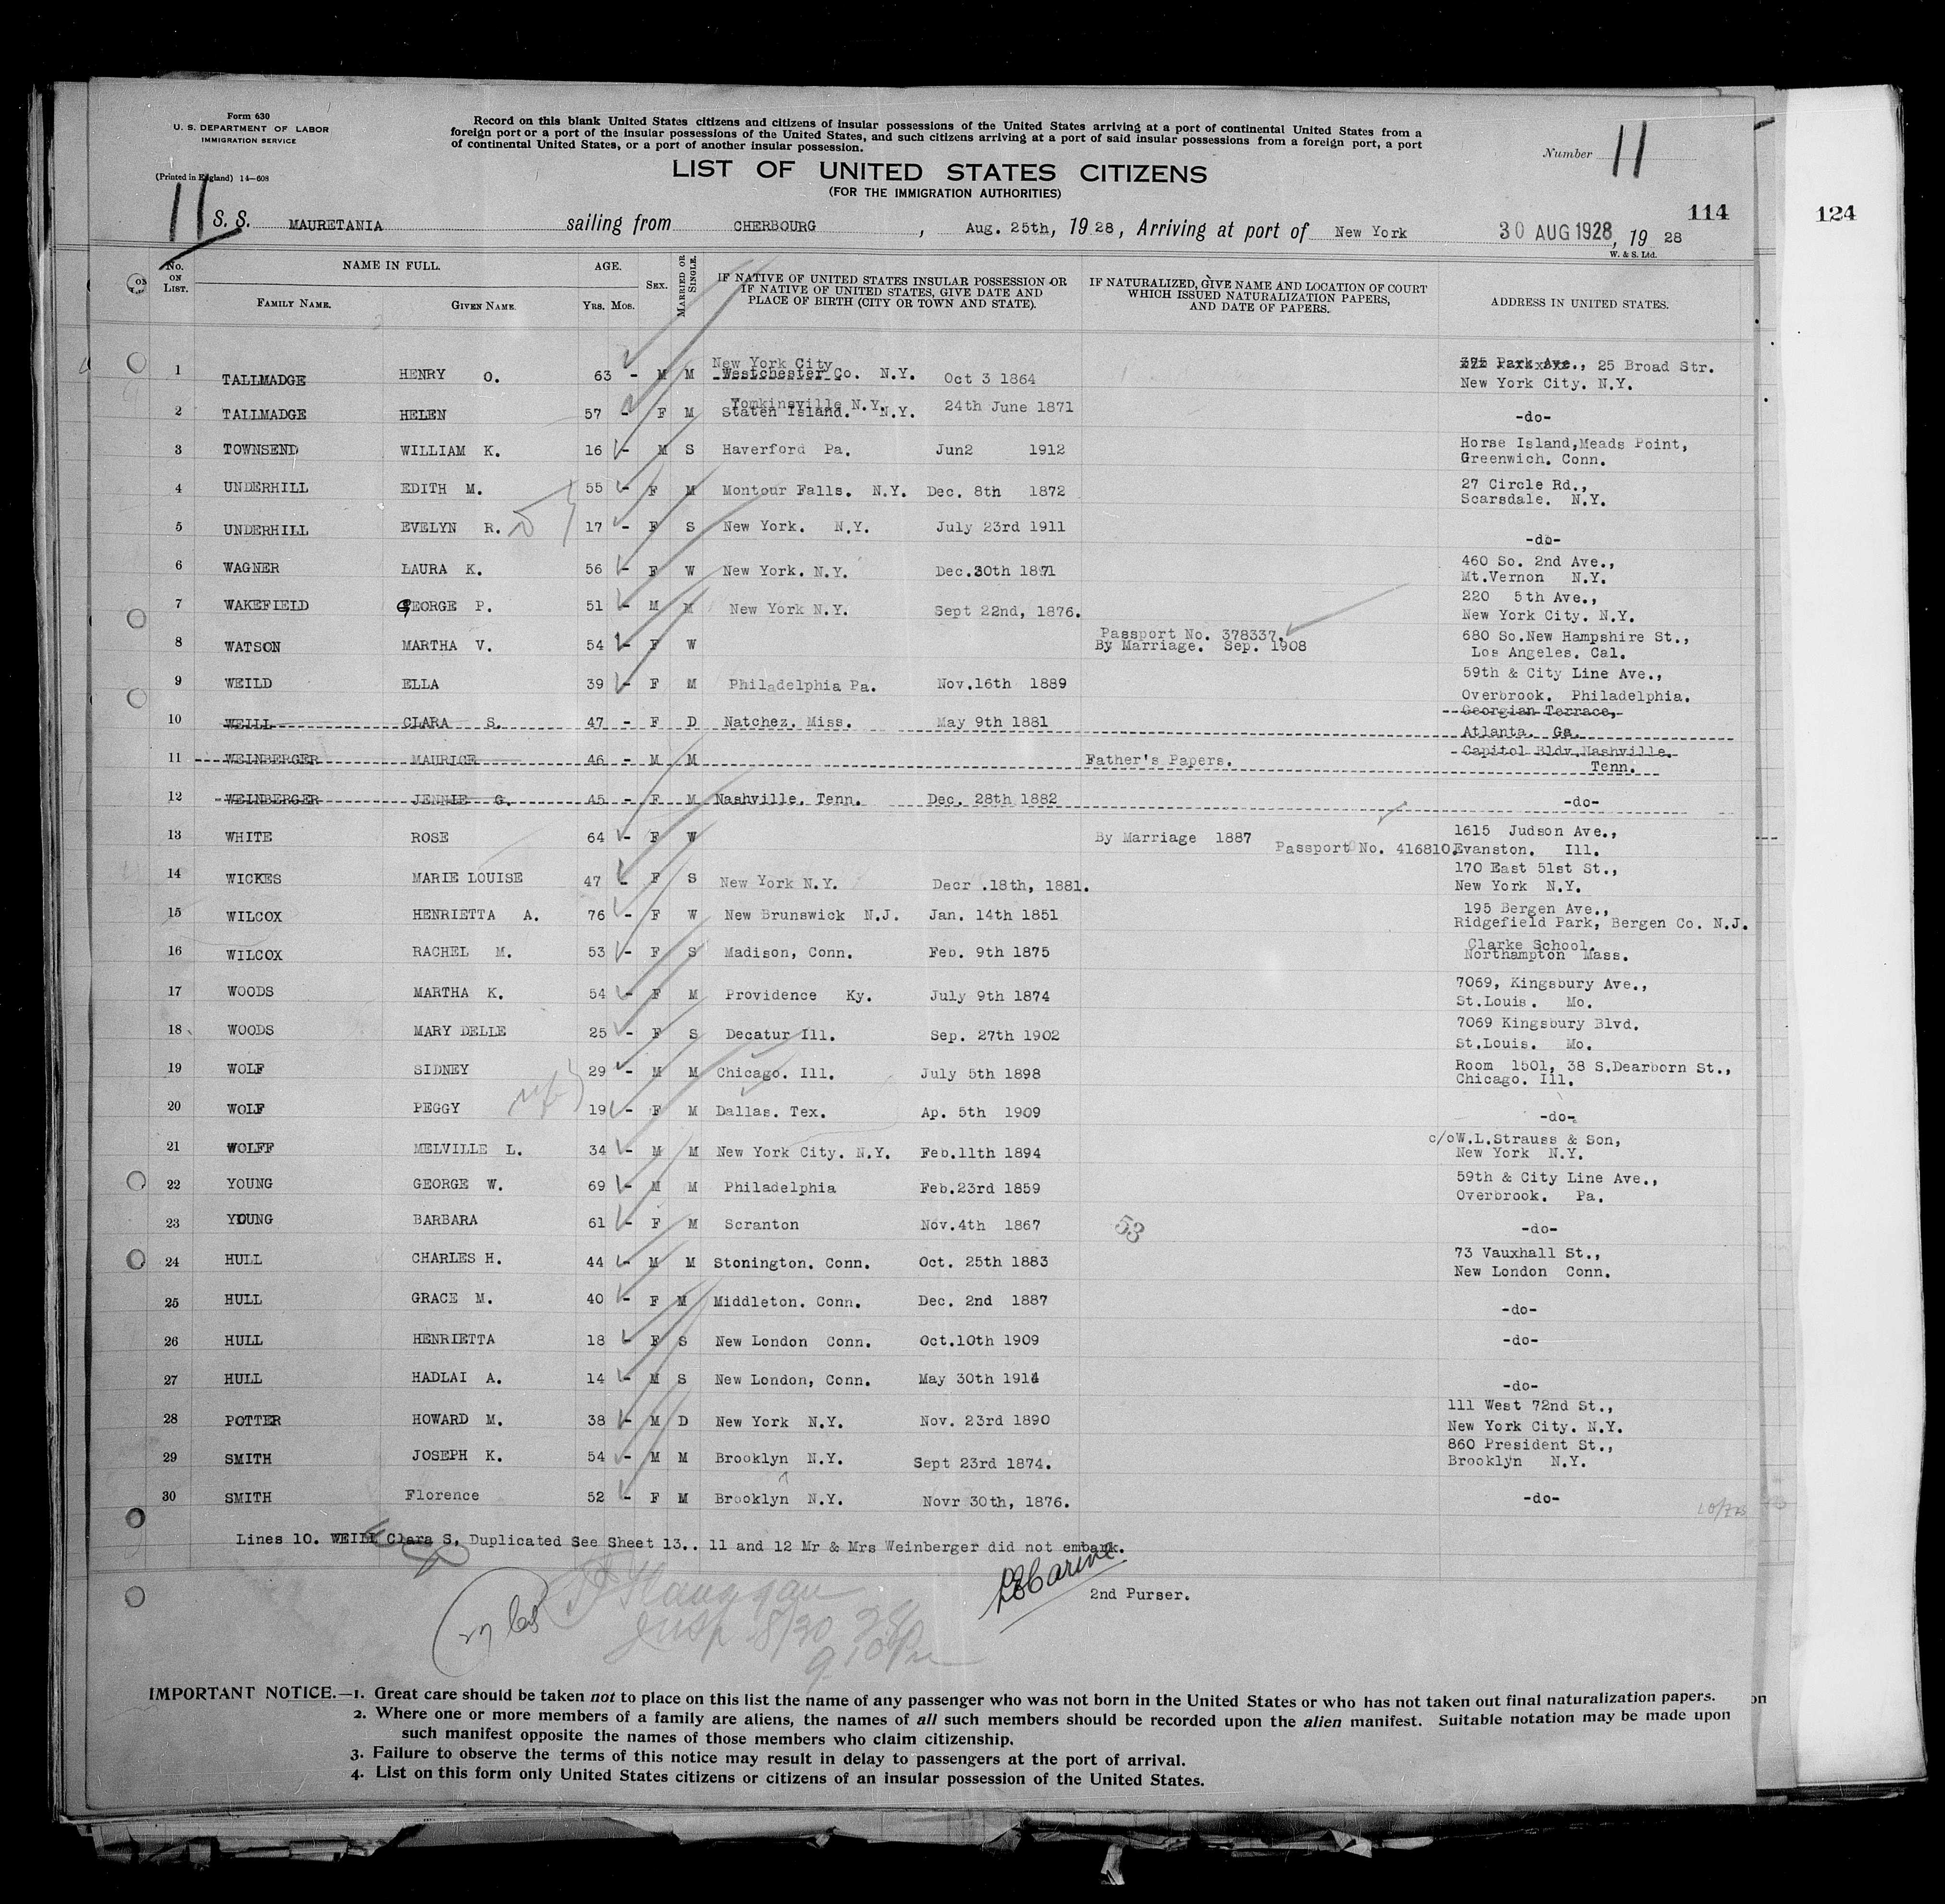 Form 630
U. S. DEPARTMENT OF LABOR
IMMIGRATION SERVICE
(Printed in England) 14—608
Record on this blank United States citizens and citizens of insular possessions of the United States arriving at a port of continental United States from a
foreign port or a port of the insular possessions of the United States, and such citizens arriving at a port of said insular possessions from a foreign port, a port
of continental United States, or a port of another insular possession.
LIST OF UNITED STATES CITIZENS
(FOR THE IMMIGRATION AUTHORITIES)
Number 11
11
114
124
S. S. MAURETANIA sailing from CHERBOURG, Aug. 25th, 1928, Arriving at port of New York 30 AUG 1928, 19 28
W. & S. Ltd.
No. ON LIST. NAME IN FULL. FAMILY NAME. GIVEN NAME. AGE. Yrs. Mos. SEX. MARRIED OR SINGLE. IF NATIVE OF UNITED STATES INSULAR POSSESSION OR IF NATIVE OF UNITED STATES, GIVE DATE AND PLACE OF BIRTH (CITY OR TOWN AND STATE). IF NATURALIZED, GIVE NAME AND LOCATION OF COURT WHICH ISSUED NATURALIZATION PAPERS, AND DATE OF PAPERS. ADDRESS IN UNITED STATES.
New York City
1 TALLMADGE HENRY O. 63 - M M Westchester Co. N.Y. Oct 3 1864 375 Park Ave., 25 Broad Str.
New York City. N.Y.
Tomkinsville N.Y.
2 TALLMADGE HELEN 57 - F M Staten Island. N.Y. 24th June 1871 -do-
3 TOWNSEND WILLIAM K. 16 - M S Haverford Pa. Jun2 1912 Horse Island,Meads Point,
Greenwich. Conn.
4 UNDERHILL EDITH M. 55 - F M Montour Falls. N.Y. Dec. 8th 1872 27 Circle Rd.,
Scarsdale. N.Y.
5 UNDERHILL EVELYN R. 17 - F S New York. N.Y. July 23rd 1911 -do-
6 WAGNER LAURA K. 56 - F W New York. N.Y. Dec.30th 1871 460 So. 2nd Ave.,
Mt.Vernon N.Y.
7 WAKEFIELD GEORGE P. 51 - M M New York N.Y. Sept 22nd, 1876. 220 5th Ave.,
New York City. N.Y.
8 WATSON MARTHA V. 54 - F W Passport No. 378337. By Marriage. Sep. 1908 680 So.New Hampshire St.,
Los Angeles. Cal.
9 WEILD ELLA 39 - F M Philadelphia Pa. Nov.16th 1889 59th & City Line Ave.,
Overbrook. Philadelphia.
10 WEILL CLARA S. 47 - F D Natchez. Miss. May 9th 1881 Georgian Terrace,
Atlanta. Ga.
11 WEINBERGER MAURICE 46 - M M Father's Papers. Capitol Bldv.Nashville.
Tenn.
12 WEINBERGER JENNIE G. 45 - F M Nashville. Tenn. Dec. 28th 1882 -do-
13 WHITE ROSE 64 - F W By Marriage 1887 Passport No. 416810. 1615 Judson Ave.,
Evanston. Ill.
14 WICKES MARIE LOUISE 47 - F S New York N.Y. Decr .18th, 1881. 170 East 51st St.,
New York N.Y.
15 WILCOX HENRIETTA A. 76 - F W New Brunswick N.J. Jan. 14th 1851 195 Bergen Ave.,
Ridgefield Park, Bergen Co. N.J.
16 WILCOX RACHEL M. 53 - F S Madison, Conn. Feb. 9th 1875 Clarke School.
Northampton Mass.
17 WOODS MARTHA K. 54 - F M Providence Ky. July 9th 1874 7069, Kingsbury Ave.,
St.Louis. Mo.
18 WOODS MARY DELLE 25 - F S Decatur Ill. Sep. 27th 1902 7069 Kingsbury Blvd.
St.Louis. Mo.
19 WOLF SIDNEY 29 - M M Chicago. Ill. July 5th 1898 Room 1501, 38 S.Dearborn St.,
Chicago. Ill.
20 WOLF PEGGY 19 - F M Dallas. Tex. Ap. 5th 1909 -do-
21 WOLFF MELVILLE L. 34 - M M New York City. N.Y. Feb.11th 1894 c/oW.L.Strauss & Son,
New York N.Y.
22 YOUNG GEORGE W. 69 - M M Philadelphia Feb.23rd 1859 59th & City Line Ave.,
Overbrook. Pa.
23 YOUNG BARBARA 61 - F M Scranton Nov.4th 1867 53 -do-
24 HULL CHARLES H. 44 - M M Stonington. Conn. Oct. 25th 1883 73 Vauxhall St.,
New London Conn.
25 HULL GRACE M. 40 - F M Middleton. Conn. Dec. 2nd 1887 -do-
26 HULL HENRIETTA 18 - F S New London Conn. Oct.10th 1909 -do-
27 HULL HADLAI A. 14 - M S New London, Conn. May 30th 1914 -do-
28 POTTER HOWARD M. 38 - M D New York N.Y. Nov. 23rd 1890 111 West 72nd St.,
New York City. N.Y.
29 SMITH JOSEPH K. 54 - M M Brooklyn N.Y. Sept 23rd 1874. 860 President St.,
Brooklyn N.Y.
30 SMITH Florence 52 - F M Brooklyn N.Y. Novr 30th, 1876. -do-
Lines 10. WEILL Clara S, Duplicated See Sheet 13.. 11 and 12 Mr & Mrs Weinberger did not embark.
2nd Purser.
Insp 8/30 28
IMPORTANT NOTICE.—1. Great care should be taken not to place on this list the name of any passenger who was not born in the United States or who has not taken out final naturalization papers.
2. Where one or more members of a family are aliens, the names of all such members should be recorded upon the alien manifest. Suitable notation may be made upon
such manifest opposite the names of those members who claim citizenship.
3. Failure to observe the terms of this notice may result in delay to passengers at the port of arrival.
4. List on this form only United States citizens or citizens of an insular possession of the United States.